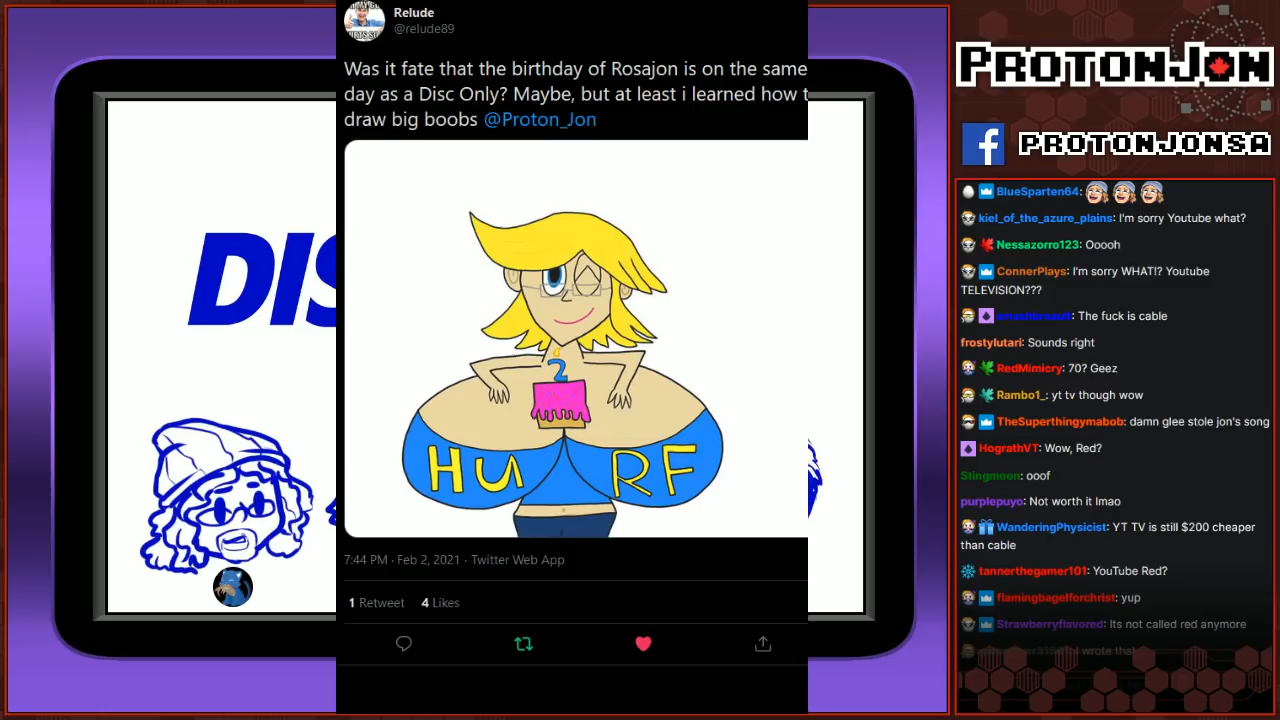 Relude
@relude89
Was it fate that the birthday of Rosajon is on the same
day as a Disc Only? Maybe, but at least i learned how
draw big boobs @Proton_Jon
DIS
2
HU RF
7:44 PM · Feb 2, 2021 · Twitter Web App
1 Retweet 4 Likes
PROTONJON
f PROTONJONSA
BlueSparten64:
kiel_of_the_azure_plains: I'm sorry Youtube what?
Nessazorro123: Ooooh
ConnerPlays: I'm sorry WHAT!? Youtube
TELEVISION???
: The fuck is cable
frostylutari: Sounds right
RedMimicry: 70? Geez
Rambo1_: yt tv though wow
TheSuperthingymabob: damn glee stole jon's song
HograthVT: Wow, Red?
Stingmoon: ooof
purplepuyo: Not worth it lmao
WanderingPhysicist: YT TV is still $200 cheaper
than cable
tannerthegamer101: YouTube Red?
flamingbagelforchrist: yup
Strawberryflavored: Its not called red anymore
I wrote that